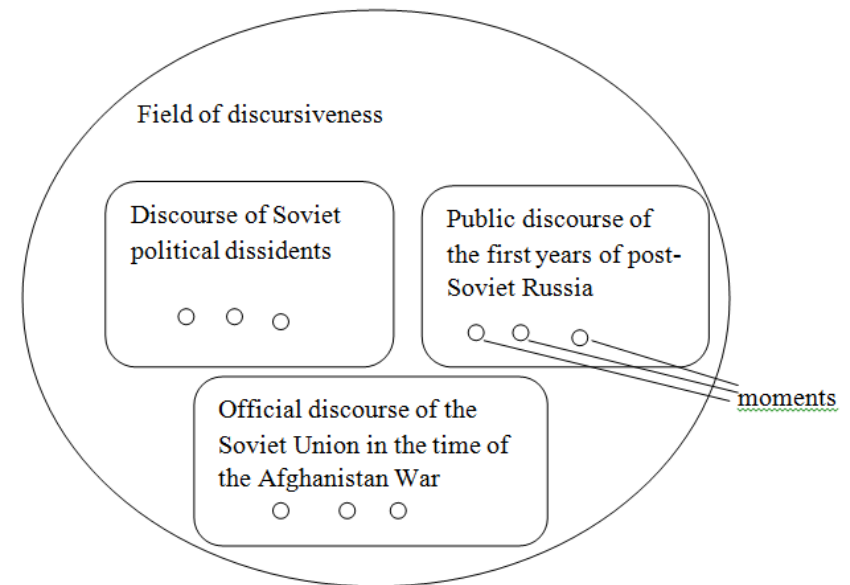 Field of discursiveness
Discourse of Soviet
political dissidents
Public discourse of
the first years of post-
Soviet Russia
moments
Official discourse of the
Soviet Union in the time of
the Afghanistan War